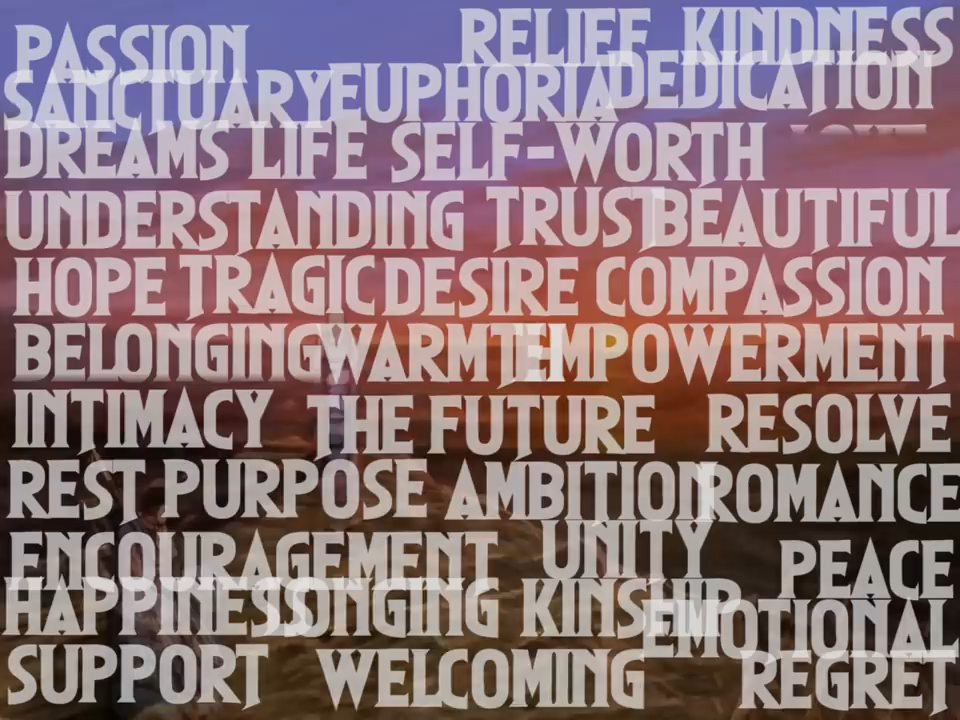 PASSION RELIEF KINDNESS
SANCTUARY EUPHORIA DEDICATION
DREAMS LIFE SELF-WORTH
UNDERSTANDING TRUST BEAUTIFUL
HOPE TRAGIC DESIRE COMPASSION
BELONGING WARMTH EMPOWERMENT
INTIMACY THE FUTURE RESOLVE
REST PURPOSE AMBITION ROMANCE
ENCOURAGEMENT UNITY PEACE
HAPPINESS LONGING KINSHIP EMOTIONAL
SUPPORT WELCOMING REGRET